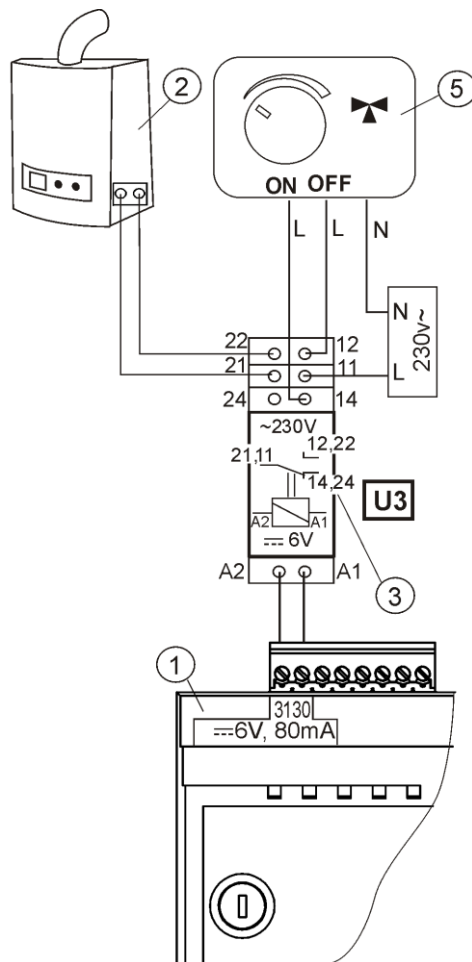 2
5
ON OFF
L L N
N
230v~
L
22 12
21 11
24 14
~230V
12,22
21,11
14,24
U3
A2 A1
6V
A2 A1
3
1
3130
6V, 80mA